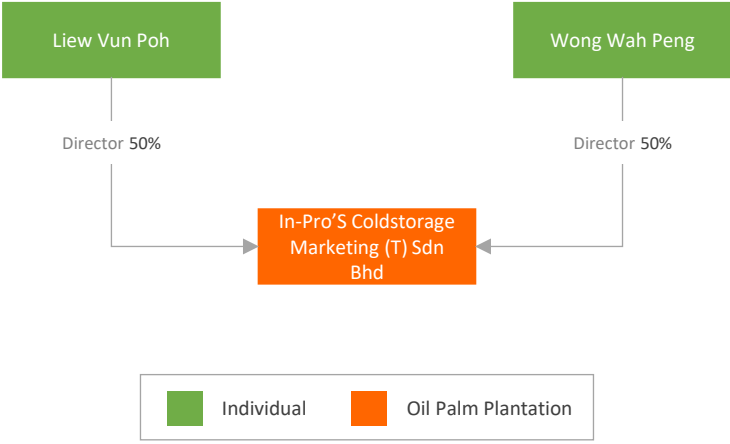 Liew Vun Poh
Wong Wah Peng
Director 50%
Director 50%
In-Pro’S Coldstorage
Marketing (T) Sdn
Bhd
Individual
Oil Palm Plantation